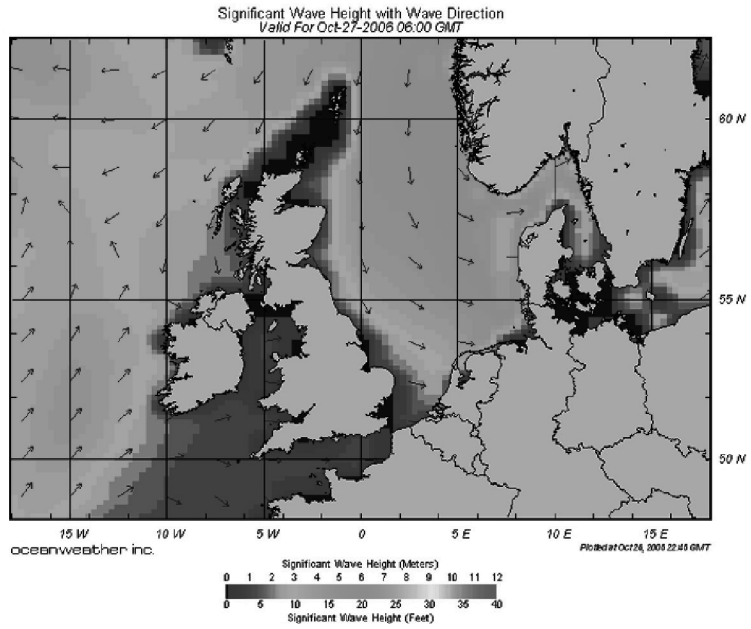 Significant Wave Height with Wave Direction
Valid For Oct-27-2006 06:00 GMT
60 N
55 N
50 N
15 W 10 W 5 W 0 5 E 10 E 15 E
oceanweather inc.
Plotted at Oct 26, 2006 22:40 GMT
Significant Wave Height (Meters)
0 1 2 3 4 5 6 7 8 9 10 11 12
0 5 10 15 20 25 30 35 40
Significant Wave Height (Feet)